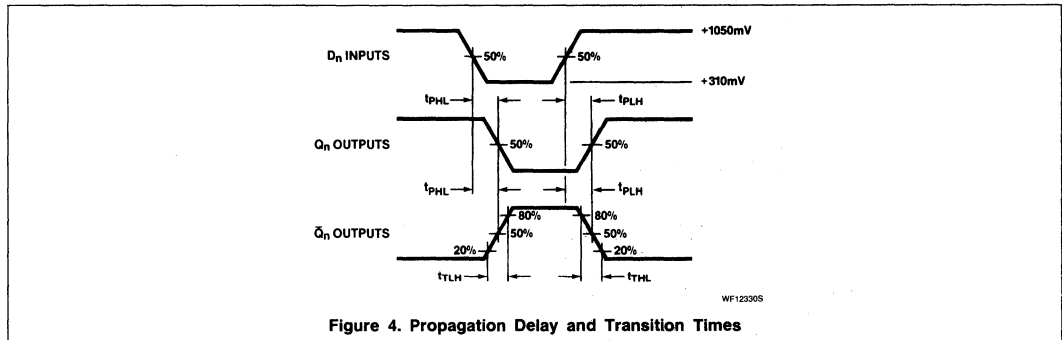 +1050mV
Dn INPUTS
50%
50%
+310mV
tPHL
tPLH
Qn OUTPUTS
50%
50%
tPHL
tPLH
80%
80%
Q̄n OUTPUTS
50%
50%
20%
20%
tTLH
tTHL
WF12330S
Figure 4. Propagation Delay and Transition Times